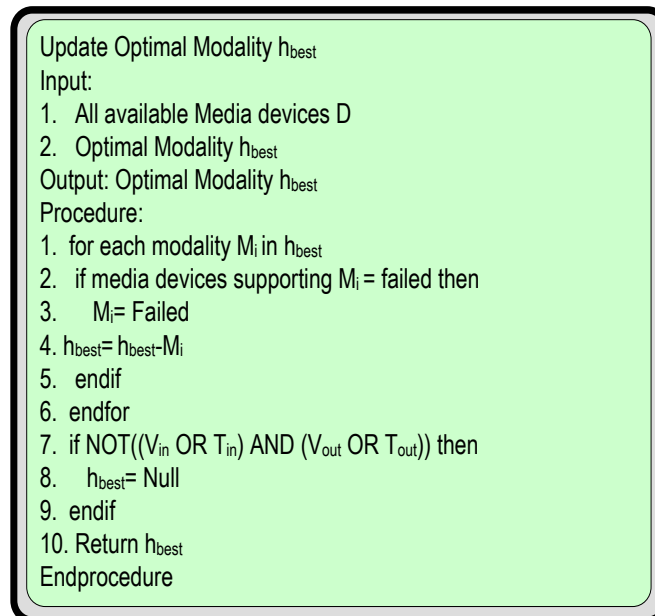 Update Optimal Modality hbest
Input:
1. All available Media devices D
2. Optimal Modality hbest
Output: Optimal Modality hbest
Procedure:
1. for each modality Mi in hbest
2. if media devices supporting Mi = failed then
3. Mi= Failed
4. hbest= hbest-Mi
5. endif
6. endfor
7. if NOT((Vin OR Tin) AND (Vout OR Tout)) then
8. hbest= Null
9. endif
10. Return hbest
Endprocedure